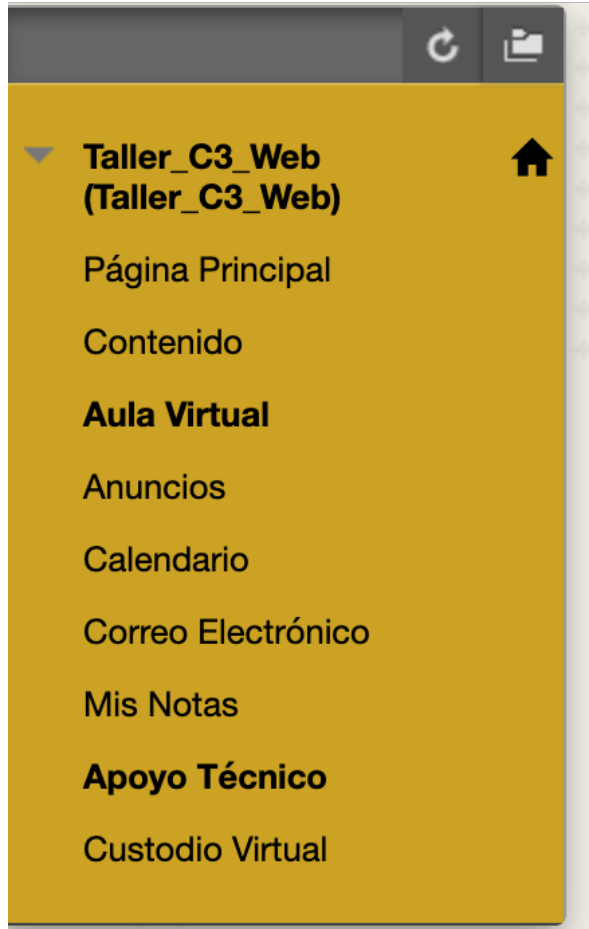 Taller_C3_Web
(Taller_C3_Web)
Página Principal
Contenido
Aula Virtual
Anuncios
Calendario
Correo Electrónico
Mis Notas
Apoyo Técnico
Custodio Virtual